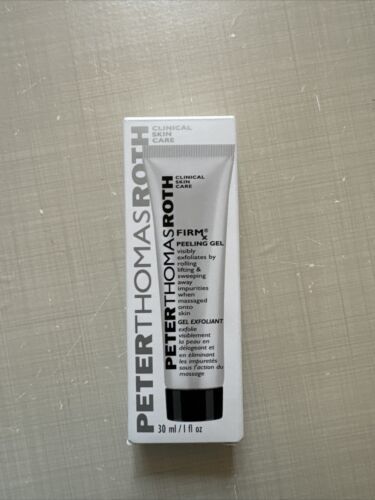 PETERTHOMASROTH
CLINICAL
SKIN
CARE
PETERTHOMASROTH
CLINICAL
SKIN
CARE
FIRMx®
PEELING GEL
visibly
exfoliates by
rolling
lifting &
sweeping
away
impurities
when
massaged
onto
skin
GEL EXFOLIANT
exfolie
visiblement
la peau en
délogeant et
en éliminant
les impuretés
sous l'action du
massage
30 ml / 1 fl oz